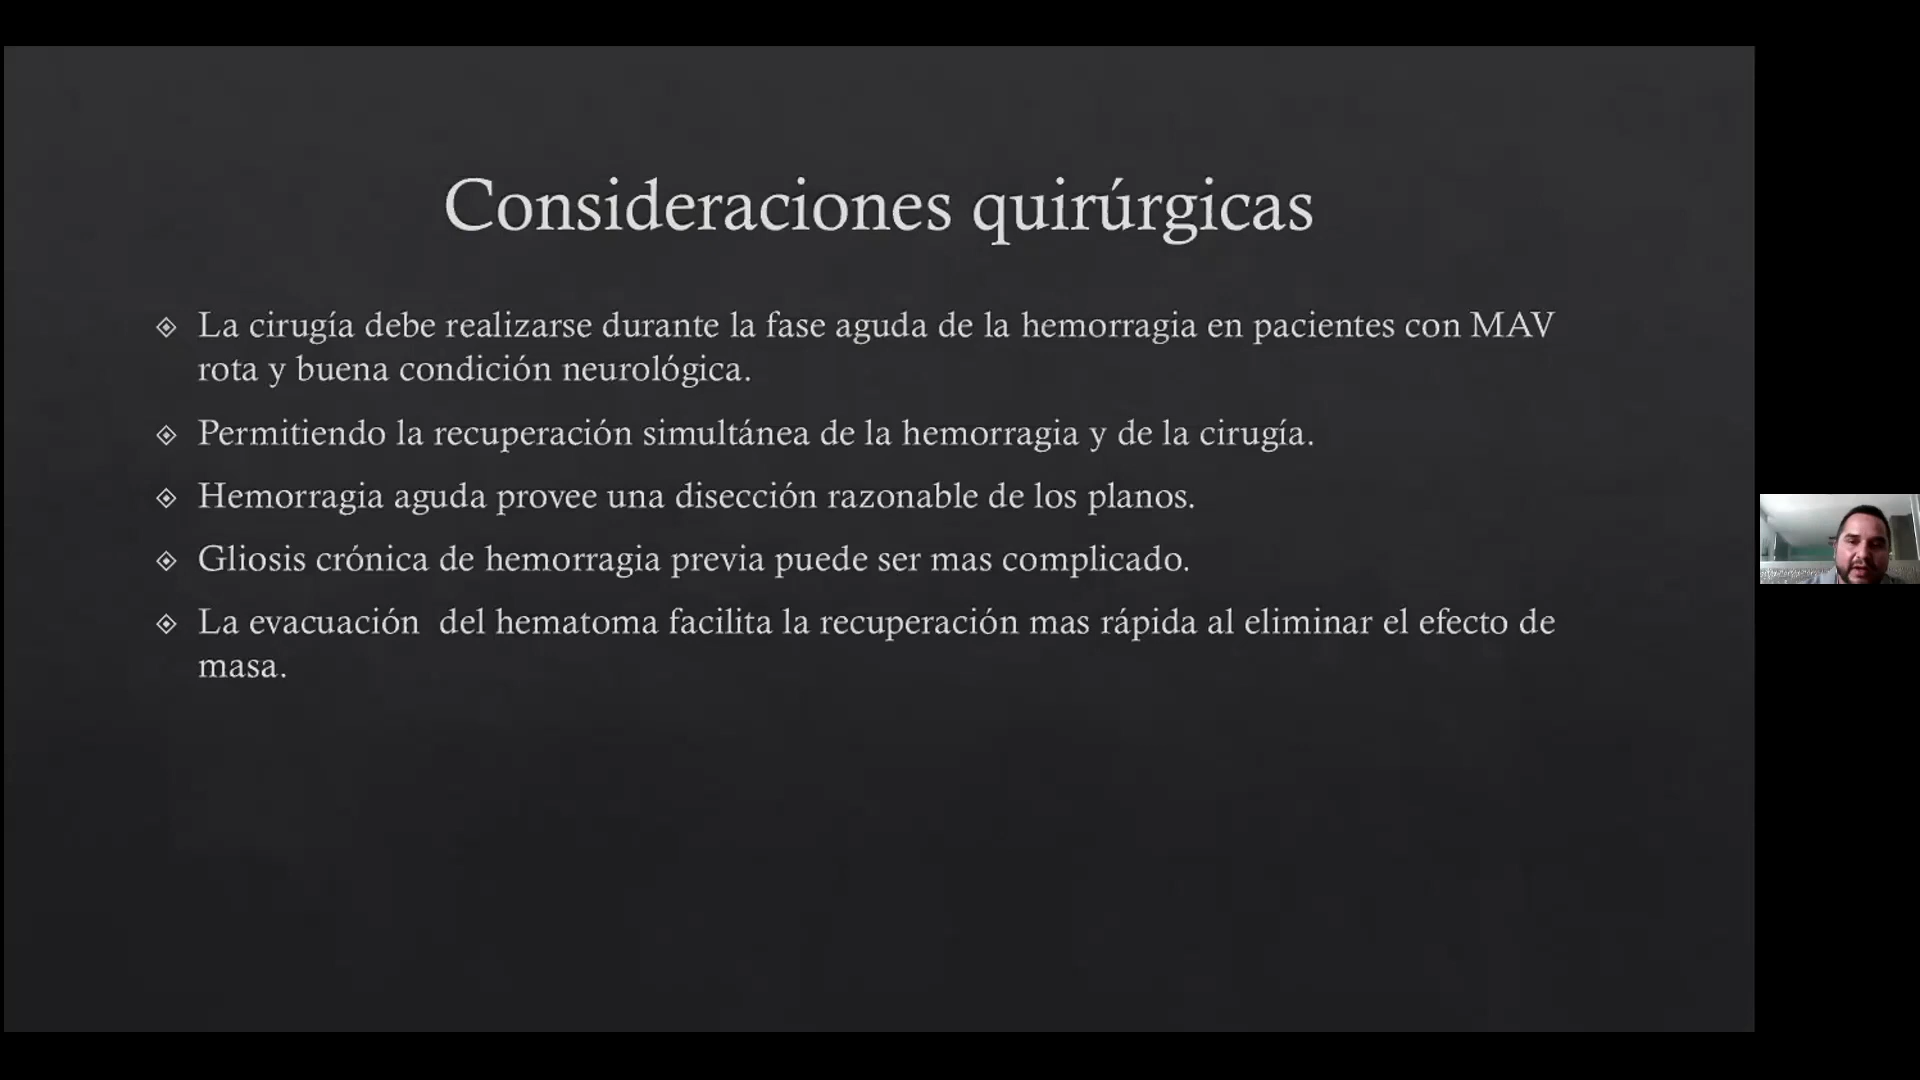 Consideraciones quirúrgicas
La cirugía debe realizarse durante la fase aguda de la hemorragia en pacientes con MAV
rota y buena condición neurológica.
Permitiendo la recuperación simultánea de la hemorragia y de la cirugía.
Hemorragia aguda provee una disección razonable de los planos.
Gliosis crónica de hemorragia previa puede ser mas complicado.
La evacuación  del hematoma facilita la recuperación mas rápida al eliminar el efecto de
masa.